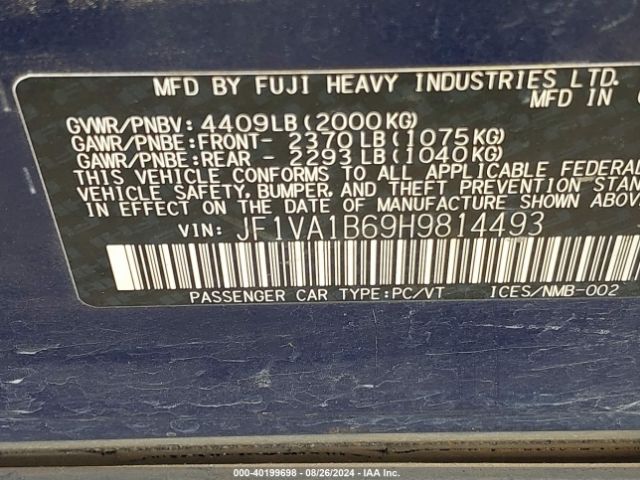 MFD BY FUJI HEAVY INDUSTRIES LTD.
MFD IN
GVWR/PNBV: 4409LB (2000KG)
GAWR/PNBE:FRONT- 2370LB (1075KG)
GAWR/PNBE:REAR - 2293LB (1040KG)
THIS VEHICLE CONFORMS TO ALL APPLICABLE FEDERAL
VEHICLE SAFETY, BUMPER, AND THEFT PREVENTION STAN
IN EFFECT ON THE DATE OF MANUFACTURE SHOWN ABOVE.
VIN: JF1VA1B69H9814493
PASSENGER CAR TYPE:PC/VT ICES/NMB-002
000-40199698 - 08/26/2024 - IAA Inc.